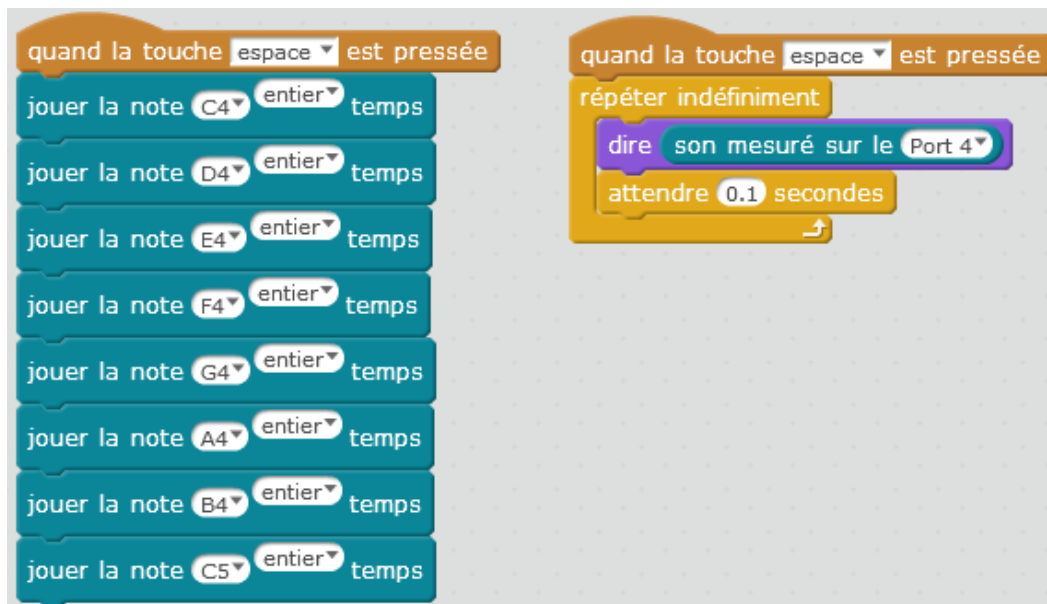 quand la touche espace est pressée
jouer la note C4 entier temps
jouer la note D4 entier temps
jouer la note E4 entier temps
jouer la note F4 entier temps
jouer la note G4 entier temps
jouer la note A4 entier temps
jouer la note B4 entier temps
jouer la note C5 entier temps
quand la touche espace est pressée
répéter indéfiniment
dire son mesuré sur le Port 4
attendre 0.1 secondes